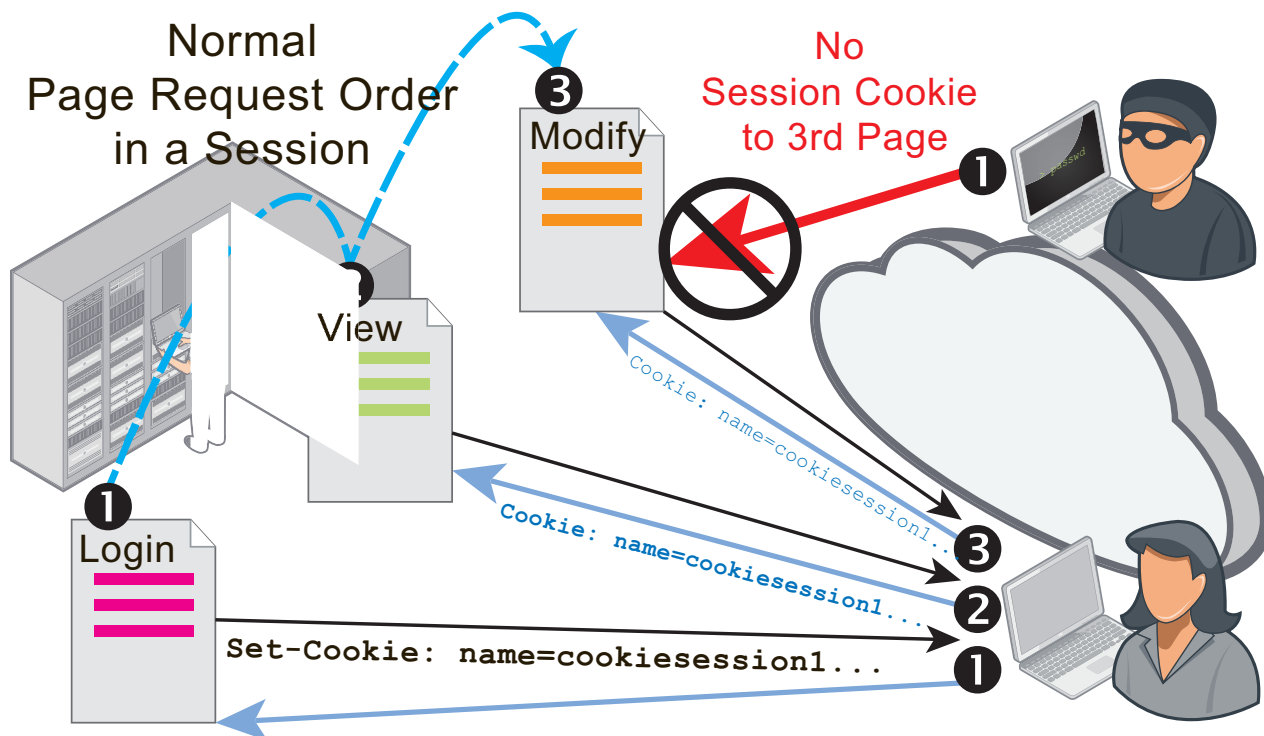 Normal
Page Request Order
in a Session
No
Session Cookie
to 3rd Page
3
Modify
1
> passwd
View
Cookie: name=cookiesession1...
1
Login
Cookie: name=cookiesession1...
3
2
Set-Cookie: name=cookiesession1...
1